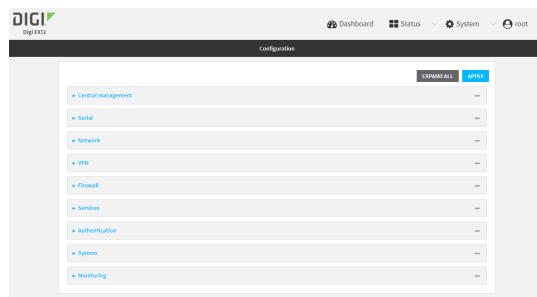 DIGI
Digi EX12
Dashboard
Status
System
root
Configuration
EXPAND ALL
APPLY
Central management
Serial
Network
VPN
Firewall
Services
Authentication
System
Monitoring